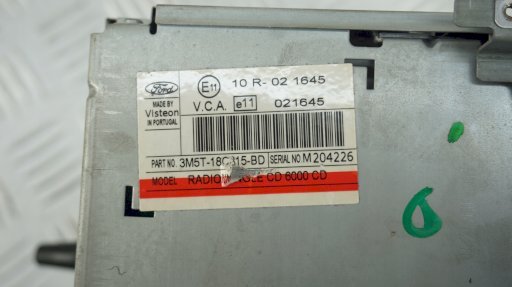 Ford
E11 10 R- 02 1645
MADE BY
Visteon
IN PORTUGAL
V.C.A. e11 021645
PART NO. 3M5T-18C815-BD SERIAL NO M204226
MODEL RADIO CD 6000 CD
6